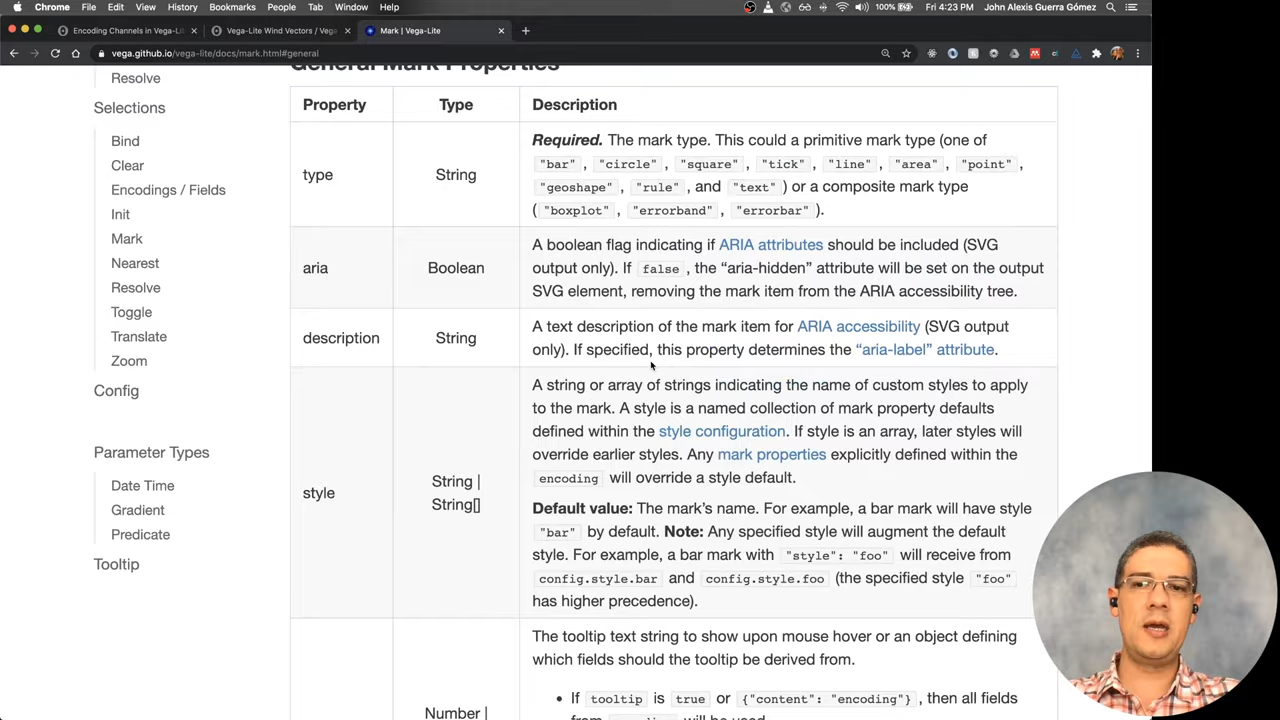 Chrome File Edit View History Bookmarks People Tab Window Help 100% Fri 4:23 PM John Alexis Guerra Gómez
Encoding Channels in Vega-Lit × Vega-Lite Wind Vectors / Vega × Mark | Vega-Lite × +
vega.github.io/vega-lite/docs/mark.html#general
General Mark Properties
Resolve
Selections
Bind
Clear
Encodings / Fields
Init
Mark
Nearest
Resolve
Toggle
Translate
Zoom
Config
Parameter Types
Date Time
Gradient
Predicate
Tooltip
Property Type Description
type String Required. The mark type. This could a primitive mark type (one of
"bar" , "circle" , "square" , "tick" , "line" , "area" , "point" ,
"geoshape" , "rule" , and "text" ) or a composite mark type
( "boxplot" , "errorband" , "errorbar" ).
aria Boolean A boolean flag indicating if ARIA attributes should be included (SVG
output only). If false , the “aria-hidden” attribute will be set on the output
SVG element, removing the mark item from the ARIA accessibility tree.
description String A text description of the mark item for ARIA accessibility (SVG output
only). If specified, this property determines the “aria-label” attribute.
style String |
String[]
A string or array of strings indicating the name of custom styles to apply
to the mark. A style is a named collection of mark property defaults
defined within the style configuration. If style is an array, later styles will
override earlier styles. Any mark properties explicitly defined within the
encoding will override a style default.
Default value: The mark’s name. For example, a bar mark will have style
"bar" by default. Note: Any specified style will augment the default
style. For example, a bar mark with "style": "foo" will receive from
config.style.bar and config.style.foo (the specified style "foo"
has higher precedence).
Number |
The tooltip text string to show upon mouse hover or an object defining
which fields should the tooltip be derived from.
• If tooltip is true or {"content": "encoding"} , then all fields